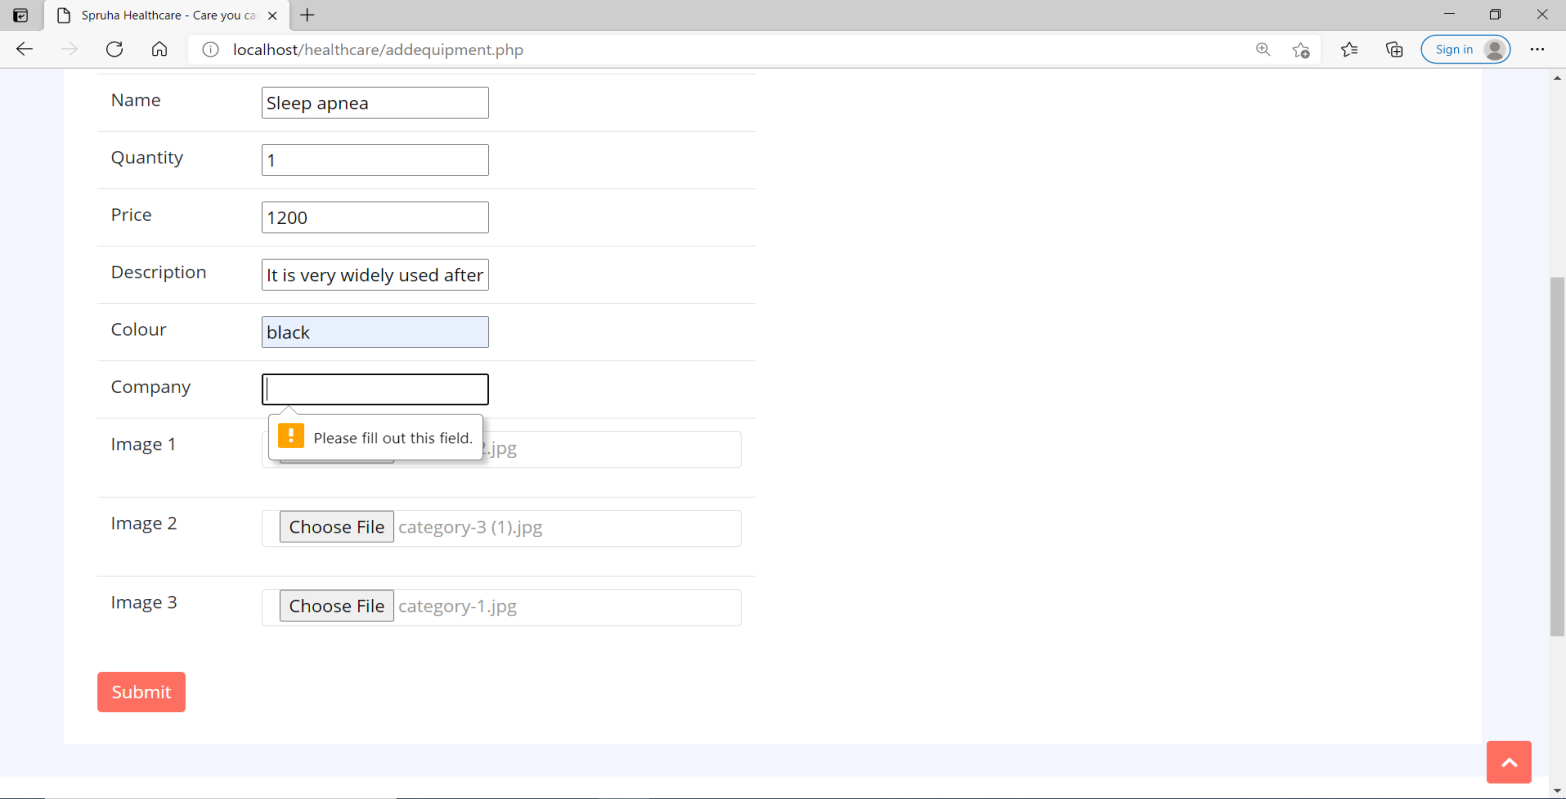 Spruha Healthcare - Care you ca
localhost/healthcare/addequipment.php
Sign in
Name Sleep apnea
Quantity 1
Price 1200
Description It is very widely used after
Colour black
Company
! Please fill out this field.
Image 1 .jpg
Image 2 Choose File category-3 (1).jpg
Image 3 Choose File category-1.jpg
Submit